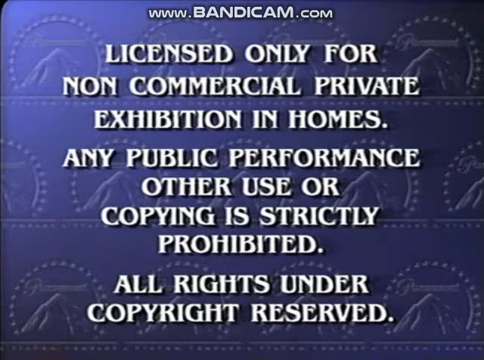 www.BANDICAM.com
LICENSED ONLY FOR
NON COMMERCIAL PRIVATE
EXHIBITION IN HOMES.
ANY PUBLIC PERFORMANCE
OTHER USE OR
COPYING IS STRICTLY
PROHIBITED.
ALL RIGHTS UNDER
COPYRIGHT RESERVED.